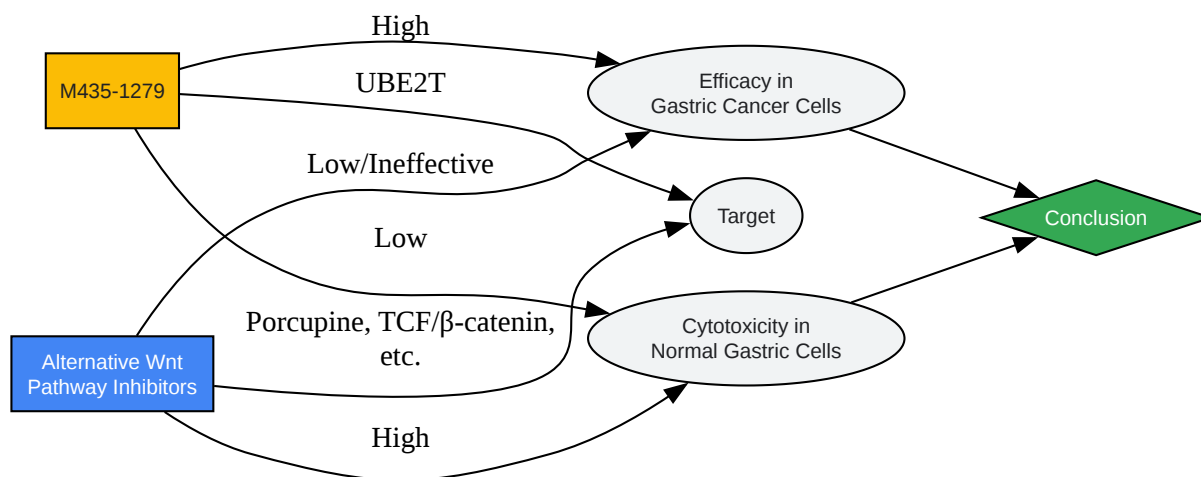 High
M435-1279
UBE2T
Efficacy in
Gastric Cancer Cells
Low/Ineffective
Target
Conclusion
Low
Porcupine, TCF/β-catenin,
etc.
Cytotoxicity in
Normal Gastric Cells
Alternative Wnt
Pathway Inhibitors
High